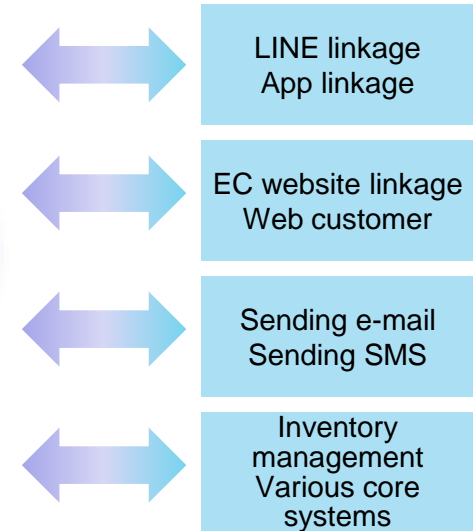 LINE linkage
App linkage
EC website linkage
Web customer
Sending e-mail
Sending SMS
Inventory
management
Various core
systems